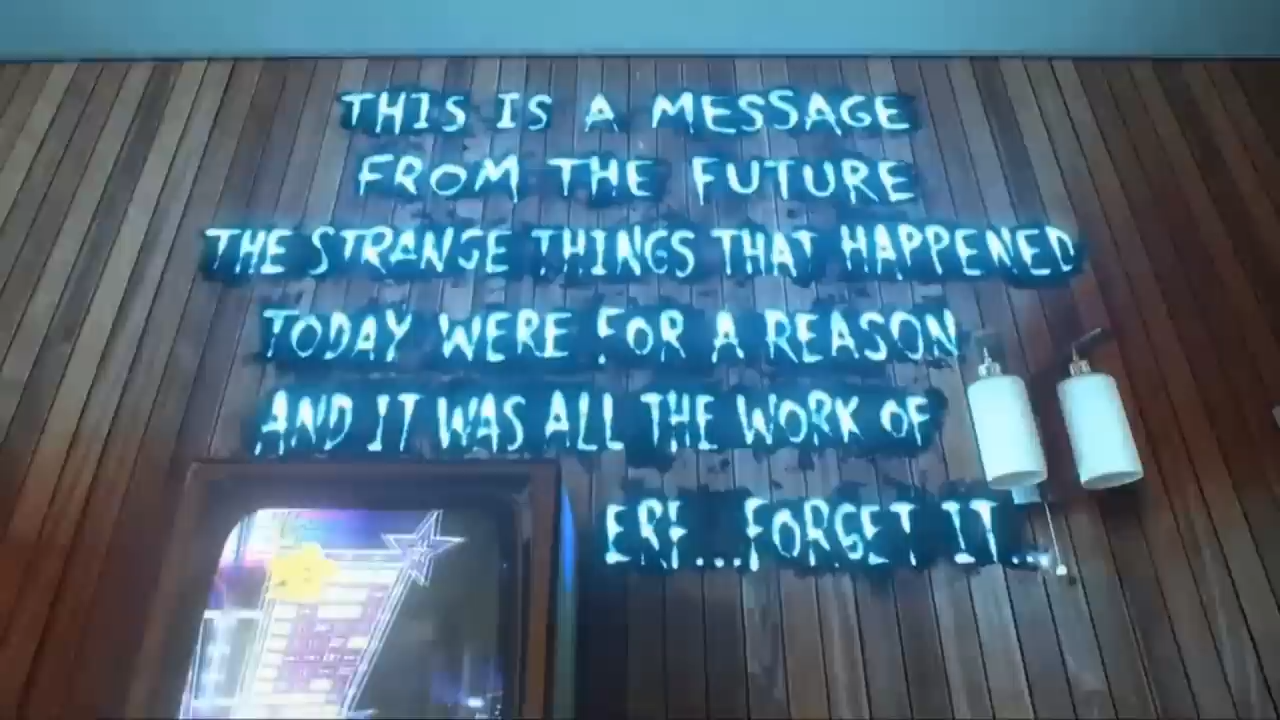 THIS IS A MESSAGE
FROM THE FUTURE
THE STRANGE THINGS THAT HAPPENED
TODAY WERE FOR A REASON
AND IT WAS ALL THE WORK OF
ERF...FORGET IT...